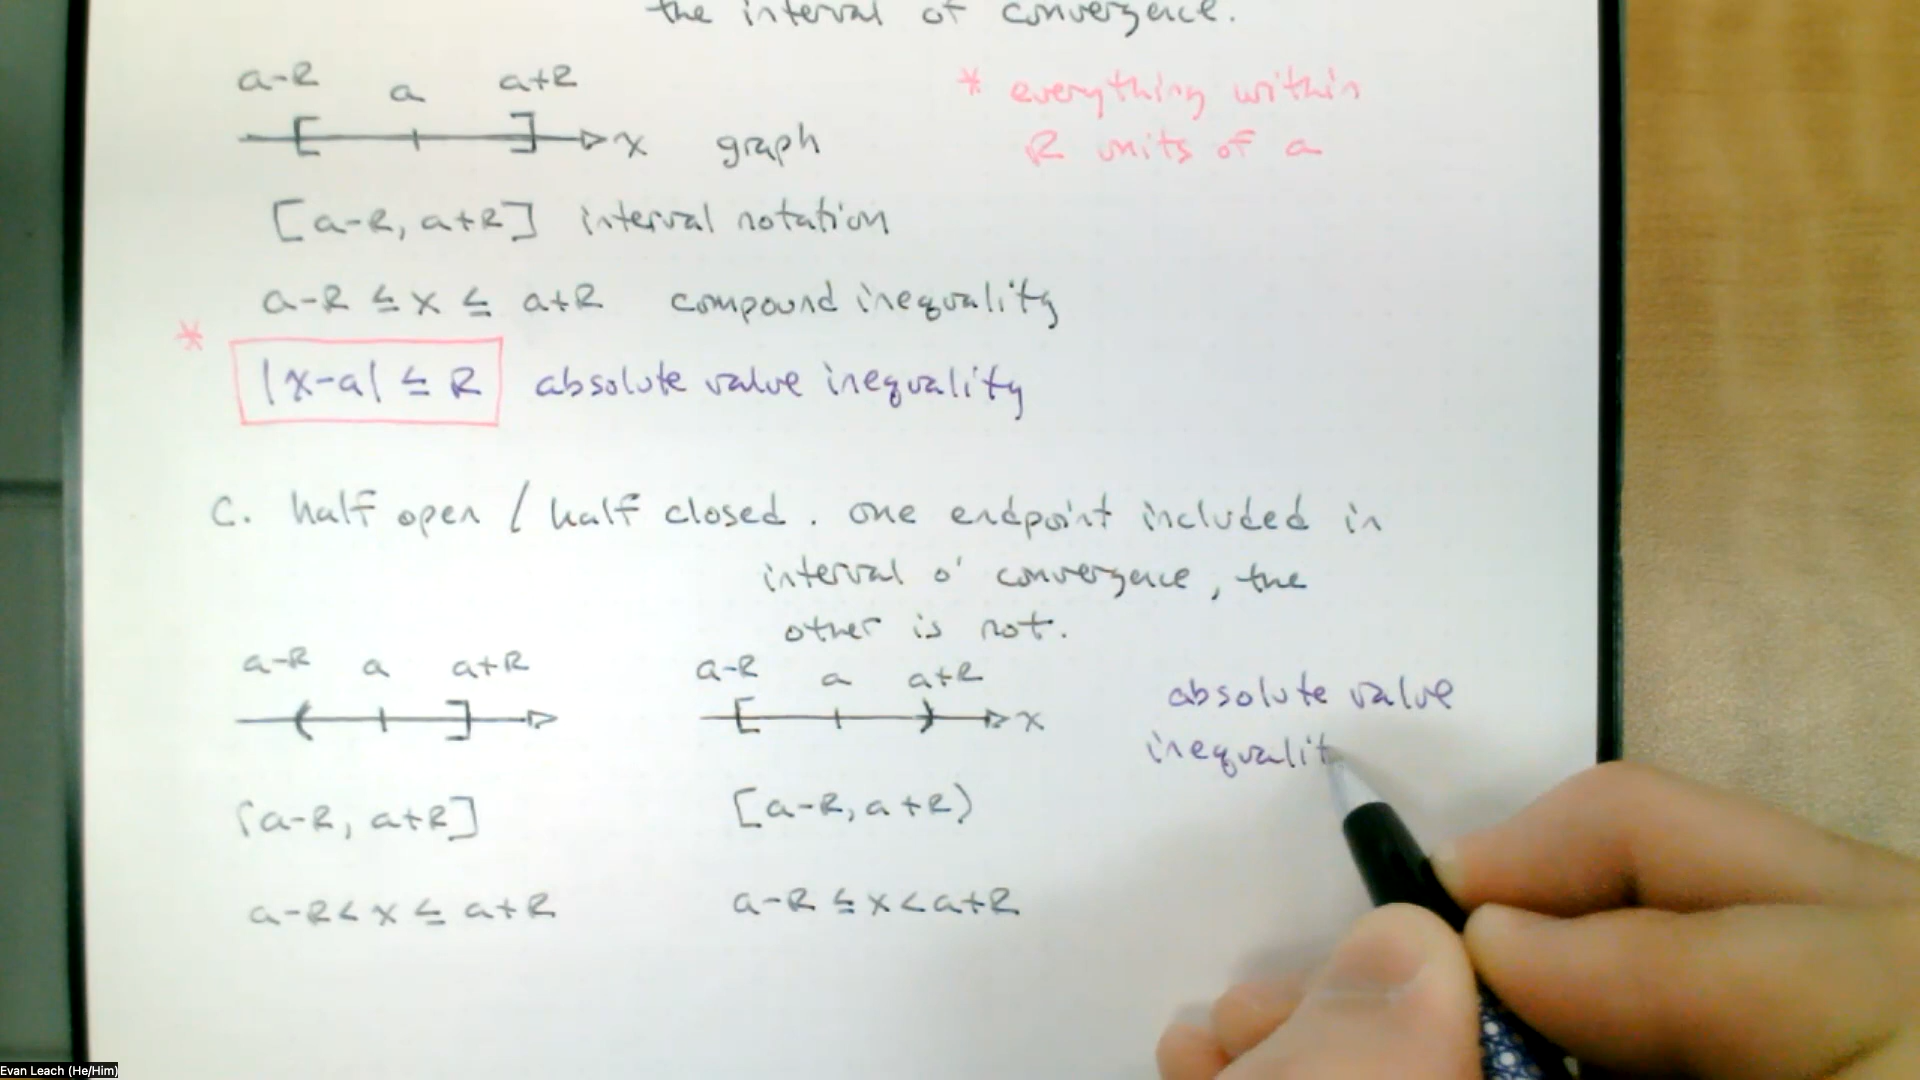 the interval of convergence.
a-R a a+R
x graph
* everything within
R units of a
[a-R, a+R] interval notation
a-R ≤ x ≤ a+R compound inequality
*
|x-a| ≤ R absolute value inequality
C. half open / half closed. one endpoint included in
interval o' convergence, the
other is not.
a-R a a+R
a-R a a+R
x
(a-R, a+R]
[a-R, a+R)
a-R < x ≤ a+R
a-R ≤ x < a+R
absolute value
inequalit
Evan Leach (He/Him)